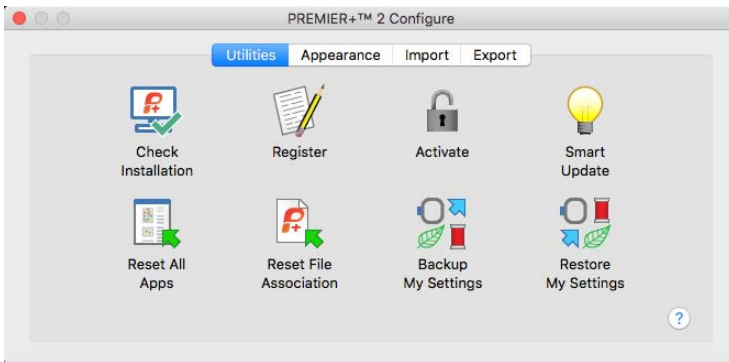 PREMIER+™ 2 Configure
Utilities Appearance Import Export
Check
Installation
Register
Activate
Smart
Update
Reset All
Apps
Reset File
Association
Backup
My Settings
Restore
My Settings
?